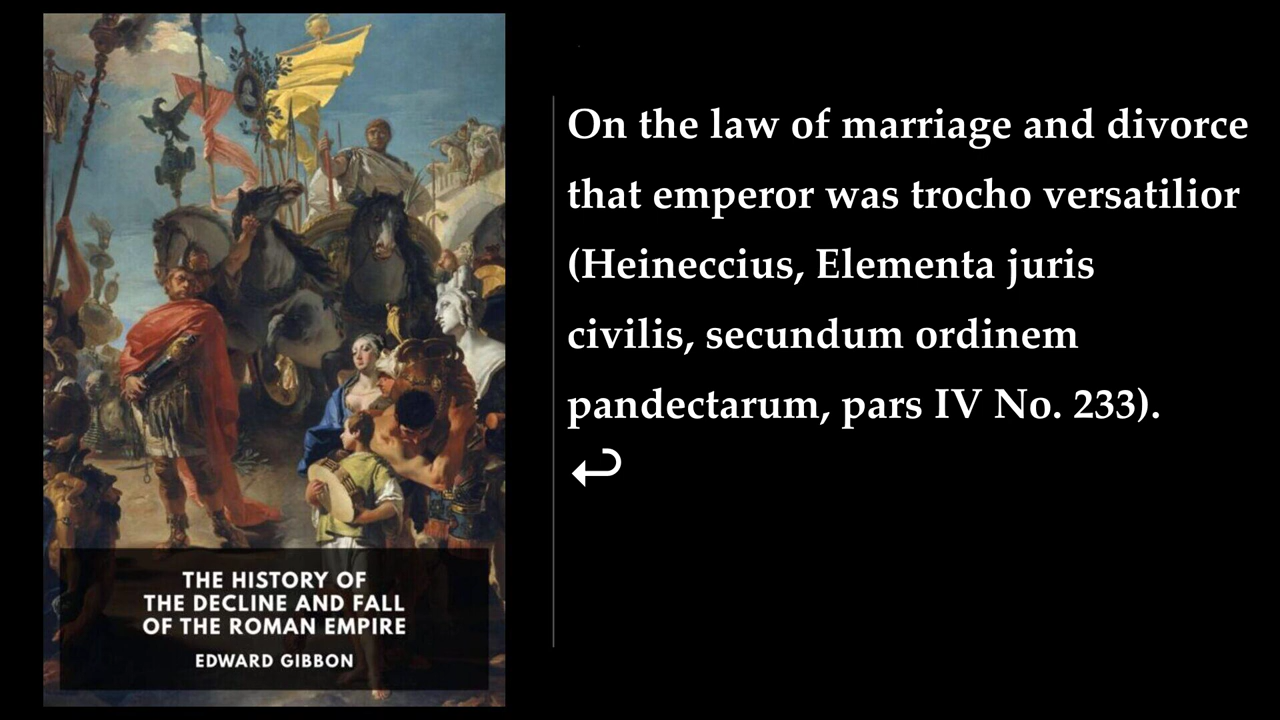 THE HISTORY OF
THE DECLINE AND FALL
OF THE ROMAN EMPIRE
EDWARD GIBBON
On the law of marriage and divorce
that emperor was trocho versatilior
(Heineccius, Elementa juris
civilis, secundum ordinem
pandectarum, pars IV No. 233).
↩